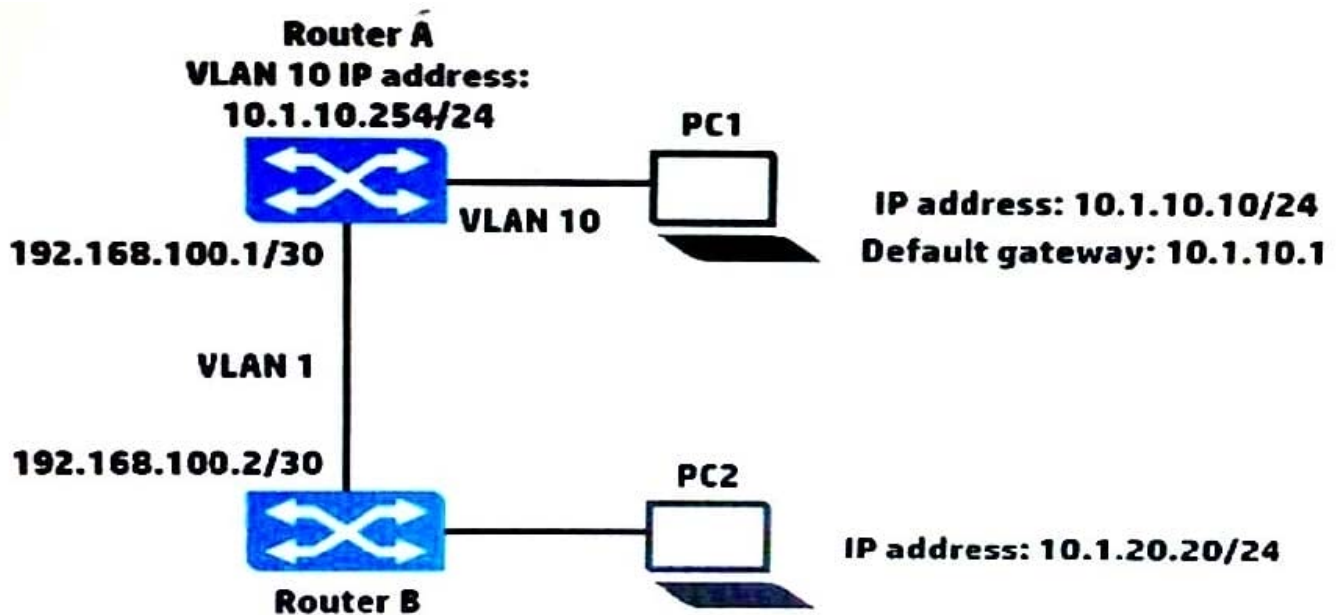 Router A
VLAN 10 IP address:
10.1.10.254/24
PC1
VLAN 10
IP address: 10.1.10.10/24
Default gateway: 10.1.10.1
192.168.100.1/30
VLAN 1
192.168.100.2/30
PC2
IP address: 10.1.20.20/24
Router B